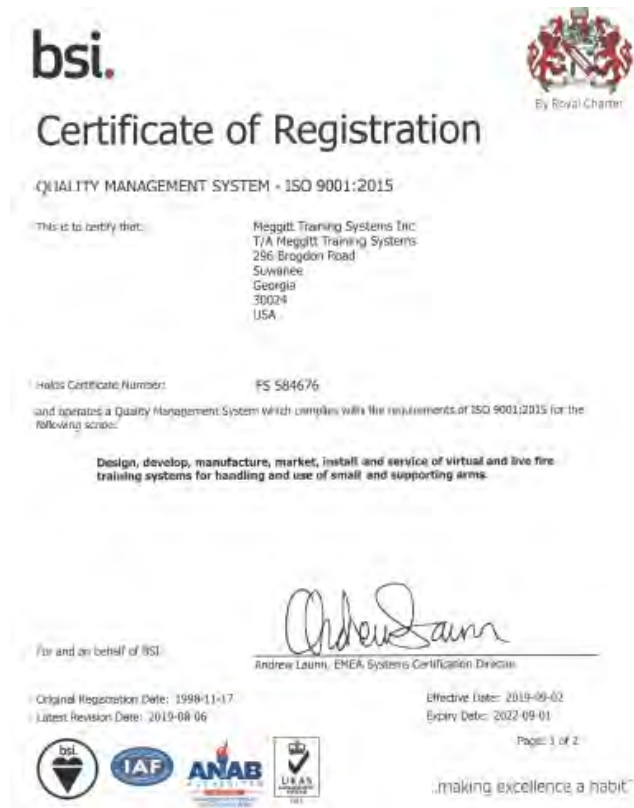 bsi.
By Royal Charter
Certificate of Registration
QUALITY MANAGEMENT SYSTEM - ISO 9001:2015
This is to certify that:
Meggitt Training Systems Inc
T/A Meggitt Training Systems
296 Brogdon Road
Suwanee
Georgia
30024
USA
Holds Certificate Number:
FS 584676
and operates a Quality Management System which complies with the requirements of ISO 9001:2015 for the
following scope:
Design, develop, manufacture, market, install and service of virtual and live fire
training systems for handling and use of small and supporting arms.
For and on behalf of BSI:
Andrew Launn, EMEA Systems Certification Director
Original Registration Date: 1998-11-17
Effective Date: 2019-09-02
Latest Revision Date: 2019-08-06
Expiry Date: 2022-09-01
Page: 1 of 2
bsi.
IAF
ANAB
ACCREDITED
UKAS
MANAGEMENT
SYSTEMS
...making excellence a habit.™